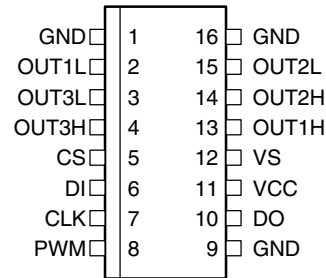 GND 1 16 GND
OUT1L 2 15 OUT2L
OUT3L 3 14 OUT2H
OUT3H 4 13 OUT1H
CS 5 12 VS
DI 6 11 VCC
CLK 7 10 DO
PWM 8 9 GND